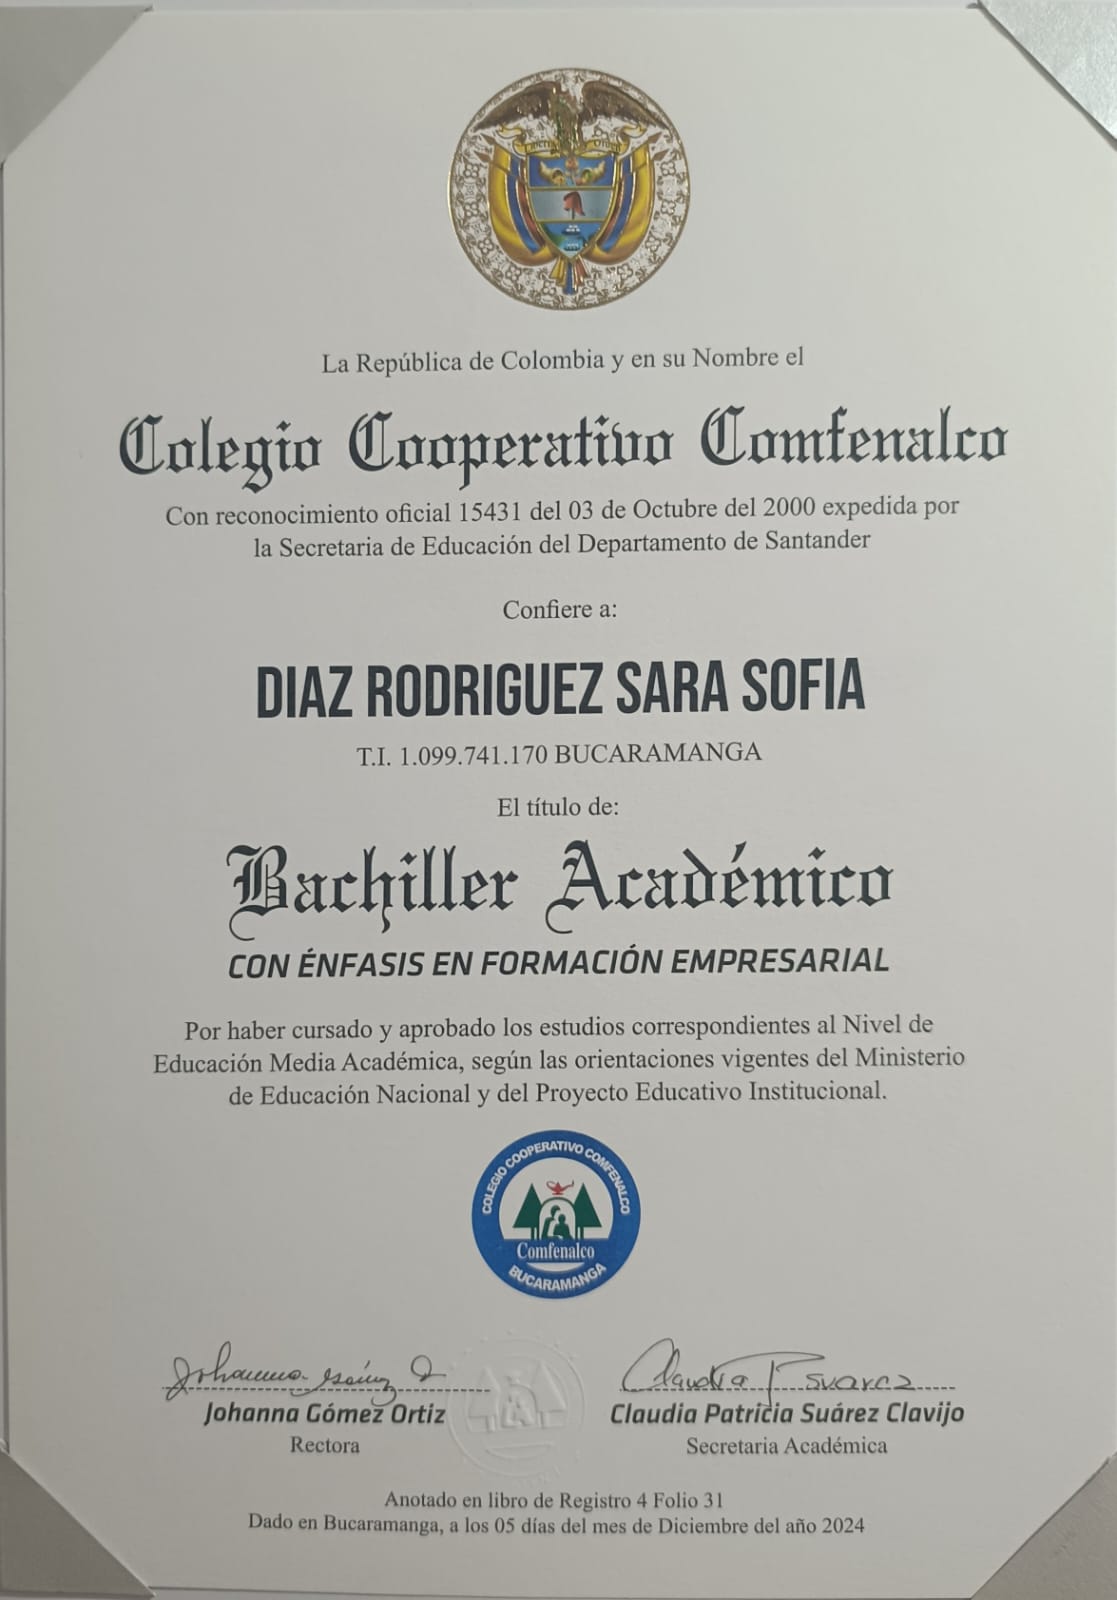 Libertad y Orden
La República de Colombia y en su Nombre el
Colegio Cooperativo Comfenalco
Con reconocimiento oficial 15431 del 03 de Octubre del 2000 expedida por
la Secretaria de Educación del Departamento de Santander
Confiere a:
DIAZ RODRIGUEZ SARA SOFIA
T.I. 1.099.741.170 BUCARAMANGA
El título de:
Bachiller Académico
CON ÉNFASIS EN FORMACIÓN EMPRESARIAL
Por haber cursado y aprobado los estudios correspondientes al Nivel de
Educación Media Académica, según las orientaciones vigentes del Ministerio
de Educación Nacional y del Proyecto Educativo Institucional.
COLEGIO COOPERATIVO COMFENALCO
Comfenalco
BUCARAMANGA
Johanna Gómez O
Claudia P Suarez
Johanna Gómez Ortiz
Claudia Patricia Suárez Clavijo
Rectora
Secretaria Académica
Anotado en libro de Registro 4 Folio 31
Dado en Bucaramanga, a los 05 días del mes de Diciembre del año 2024